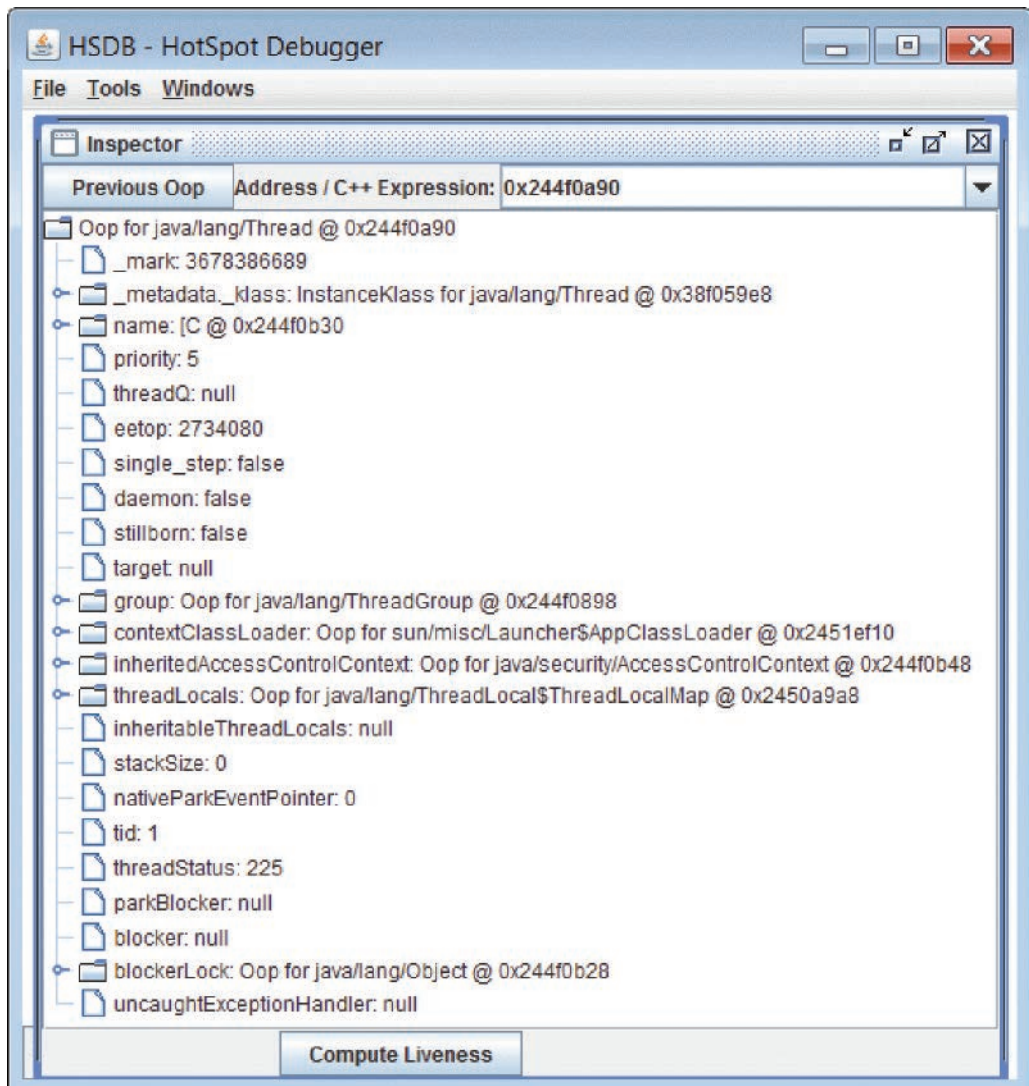 HSDB - HotSpot Debugger
File Tools Windows
Inspector
Previous Oop Address / C++ Expression: 0x244f0a90
Oop for java/lang/Thread @ 0x244f0a90
_mark: 3678386689
_metadata._klass: InstanceKlass for java/lang/Thread @ 0x38f059e8
name: [C @ 0x244f0b30
priority: 5
threadQ: null
eetop: 2734080
single_step: false
daemon: false
stillborn: false
target: null
group: Oop for java/lang/ThreadGroup @ 0x244f0898
contextClassLoader: Oop for sun/misc/Launcher$AppClassLoader @ 0x2451ef10
inheritedAccessControlContext: Oop for java/security/AccessControlContext @ 0x244f0b48
threadLocals: Oop for java/lang/ThreadLocal$ThreadLocalMap @ 0x2450a9a8
inheritableThreadLocals: null
stackSize: 0
nativeParkEventPointer: 0
tid: 1
threadStatus: 225
parkBlocker: null
blocker: null
blockerLock: Oop for java/lang/Object @ 0x244f0b28
uncaughtExceptionHandler: null
Compute Liveness